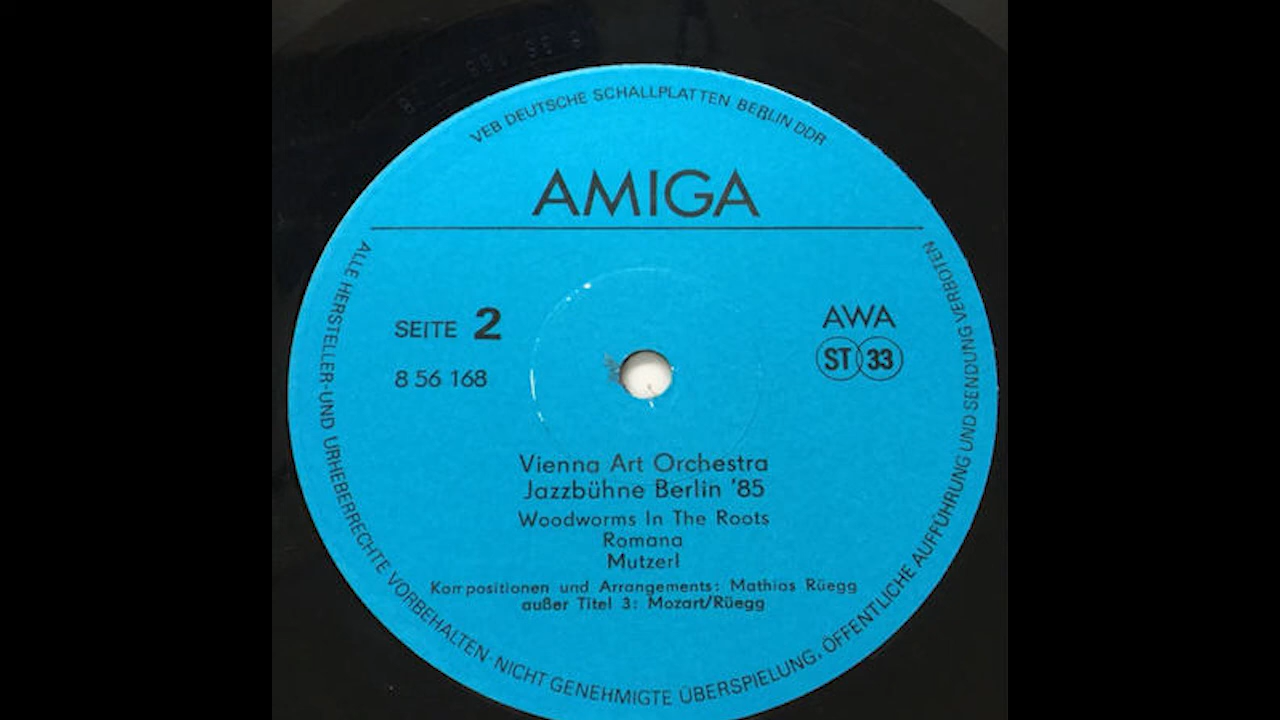 VEB DEUTSCHE SCHALLPLATTEN BERLIN DDR
AMIGA
SEITE 2
8 56 168
AWA
ST 33
Vienna Art Orchestra
Jazzbühne Berlin '85
Woodworms In The Roots
Romana
Mutzerl
Kompositionen und Arrangements: Mathias Rüegg
außer Titel 3: Mozart/Rüegg
ALLE HERSTELLER-UND URHEBERRECHTE VORBEHALTEN·NICHT GENEHMIGTE ÜBERSPIELUNG, ÖFFENTLICHE AUFFÜHRUNG UND SENDUNG VERBOTEN